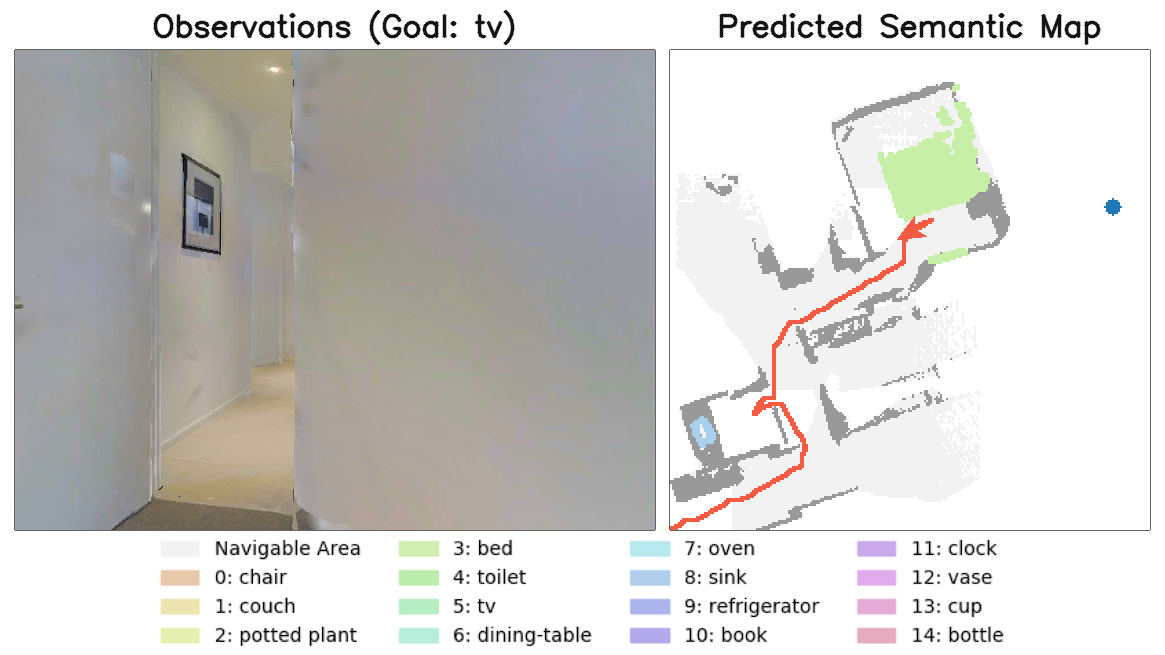 Observations (Goal: tv)
Predicted Semantic Map
Navigable Area
0: chair
1: couch
2: potted plant
3: bed
4: toilet
5: tv
6: dining-table
7: oven
8: sink
9: refrigerator
10: book
11: clock
12: vase
13: cup
14: bottle